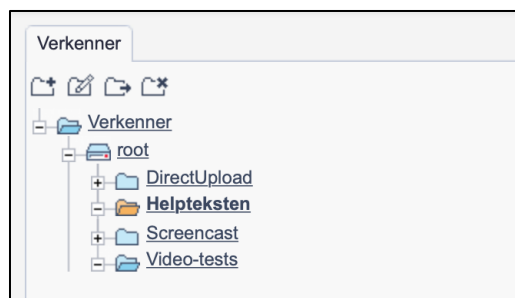 Verkenner
Verkenner
root
DirectUpload
Helpteksten
Screencast
Video-tests